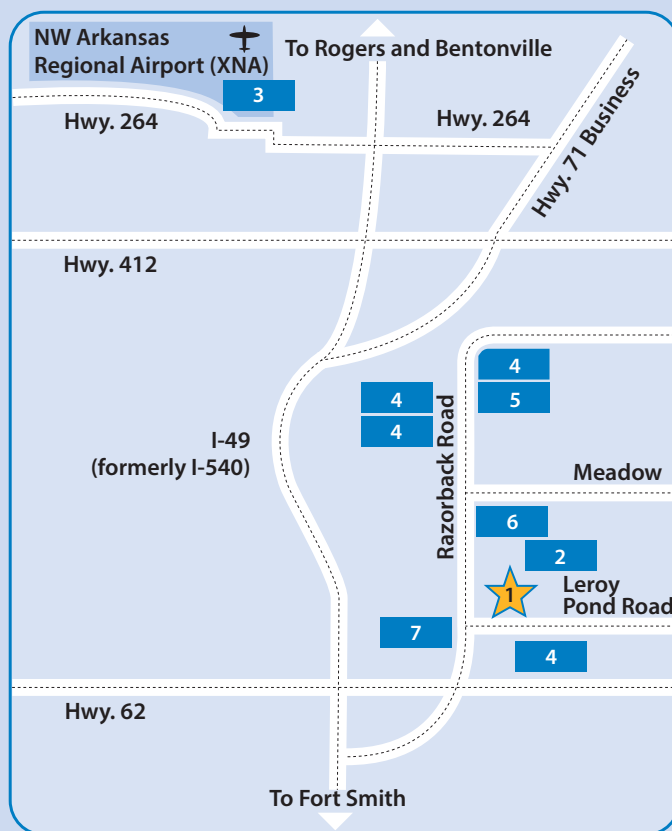 NW Arkansas
Regional Airport (XNA)
To Rogers and Bentonville
3
Hwy. 264
Hwy. 264
Hwy. 71 Business
Hwy. 412
4
4
5
4
I-49
(formerly I-540)
Razorback Road
Meadow
6
2
1
Leroy
Pond Road
7
4
Hwy. 62
To Fort Smith